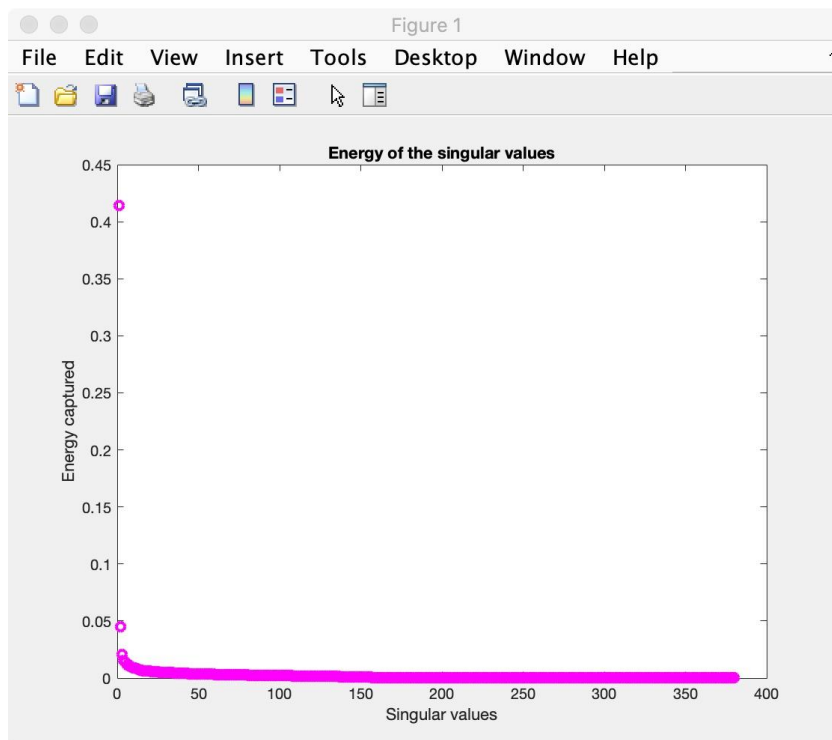 Figure 1
File Edit View Insert Tools Desktop Window Help
Energy of the singular values
0.45
0.4
0.35
0.3
0.25
0.2
0.15
0.1
0.05
0
Energy captured
0 50 100 150 200 250 300 350 400
Singular values